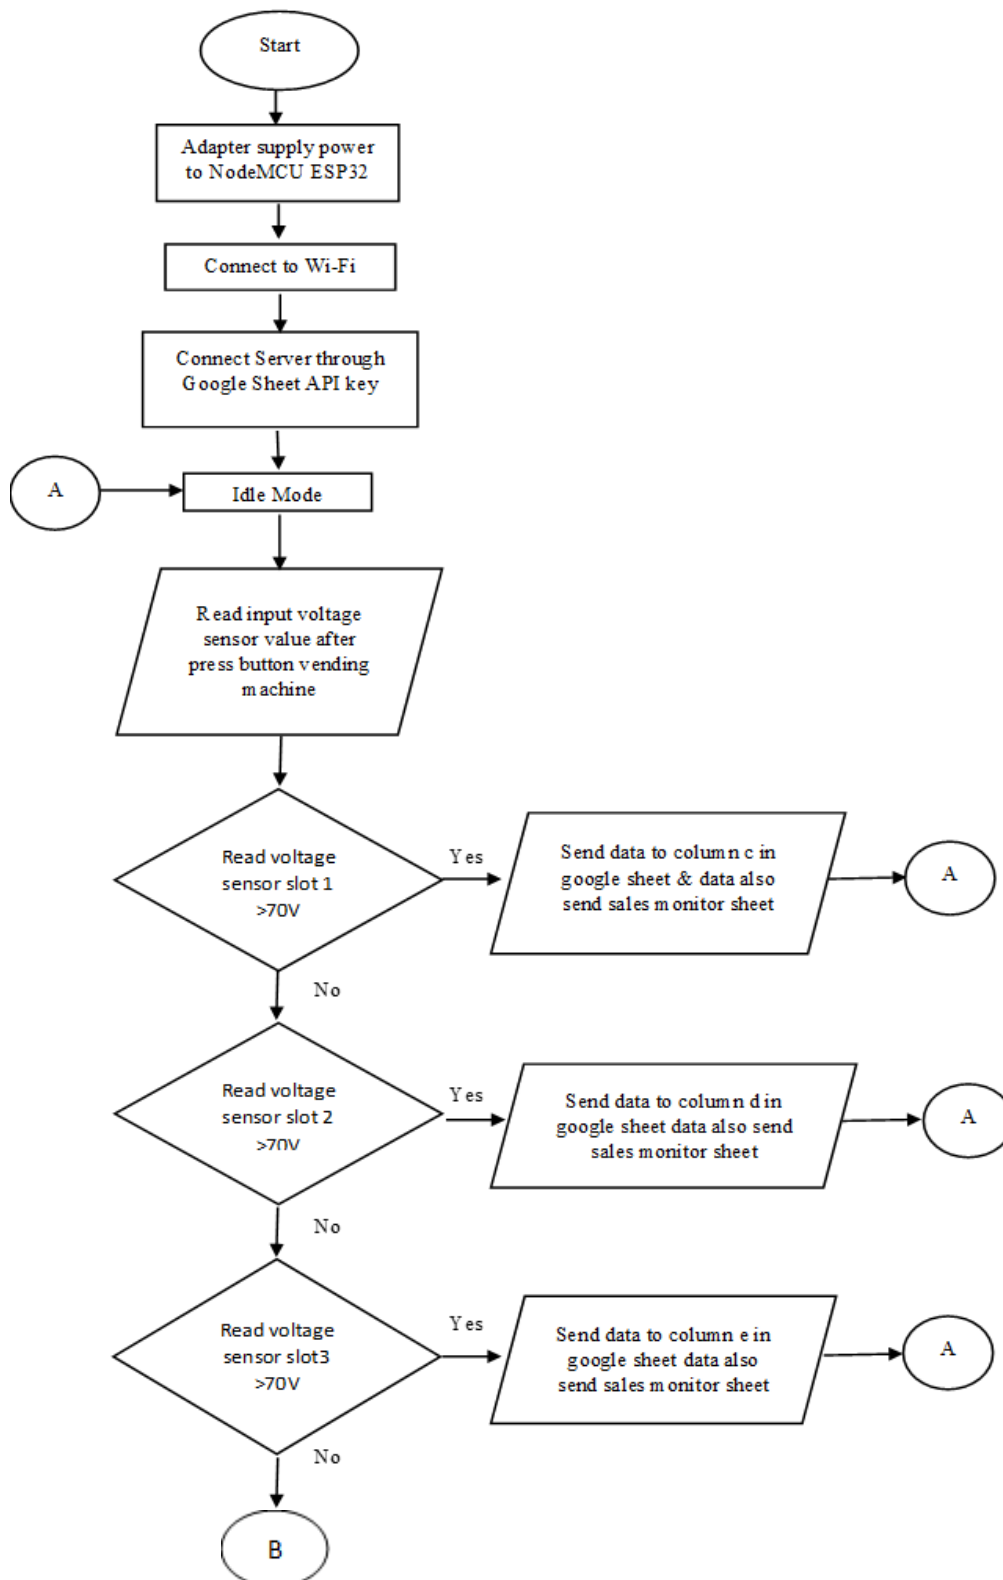 Start
Adapter supply power
to NodeMCU ESP32
Connect to Wi-Fi
Connect Server through
Google Sheet API key
A
Idle Mode
Read input voltage
sensor value after
press button vending
machine
Read voltage
sensor slot 1
>70V
Yes
Send data to column c in
google sheet & data also
send sales monitor sheet
A
No
Read voltage
sensor slot 2
>70V
Yes
Send data to column d in
google sheet data also send
sales monitor sheet
A
No
Read voltage
sensor slot3
>70V
Yes
Send data to column e in
google sheet data also
send sales monitor sheet
A
No
B